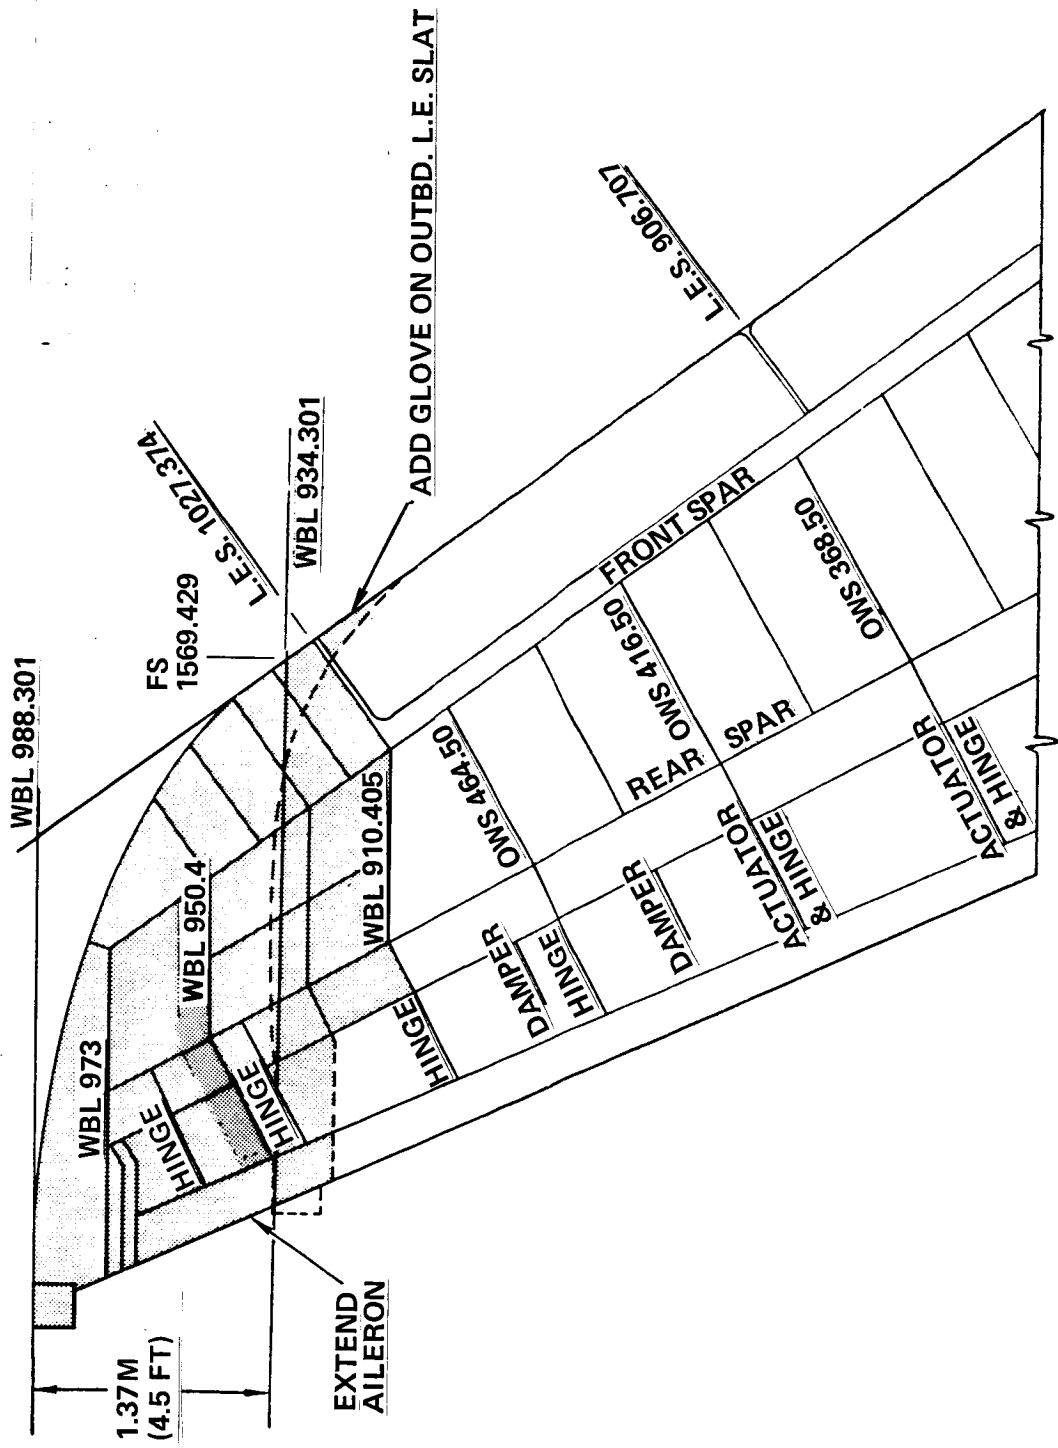 WBL 988.301
FS
1569.429
L.E.S. 1027.374
WBL 934.301
ADD GLOVE ON OUTBD. L.E. SLAT
L.E.S. 906.707
WBL 973
WBL 950.4
WBL 910.405
HINGE
HINGE
HINGE
1.37M
(4.5 FT)
EXTEND
AILERON
OWS 464.50
FRONT SPAR
OWS 416.50
REAR SPAR
OWS 368.50
DAMPER
HINGE
DAMPER
ACTUATOR
& HINGE
ACTUATOR
& HINGE